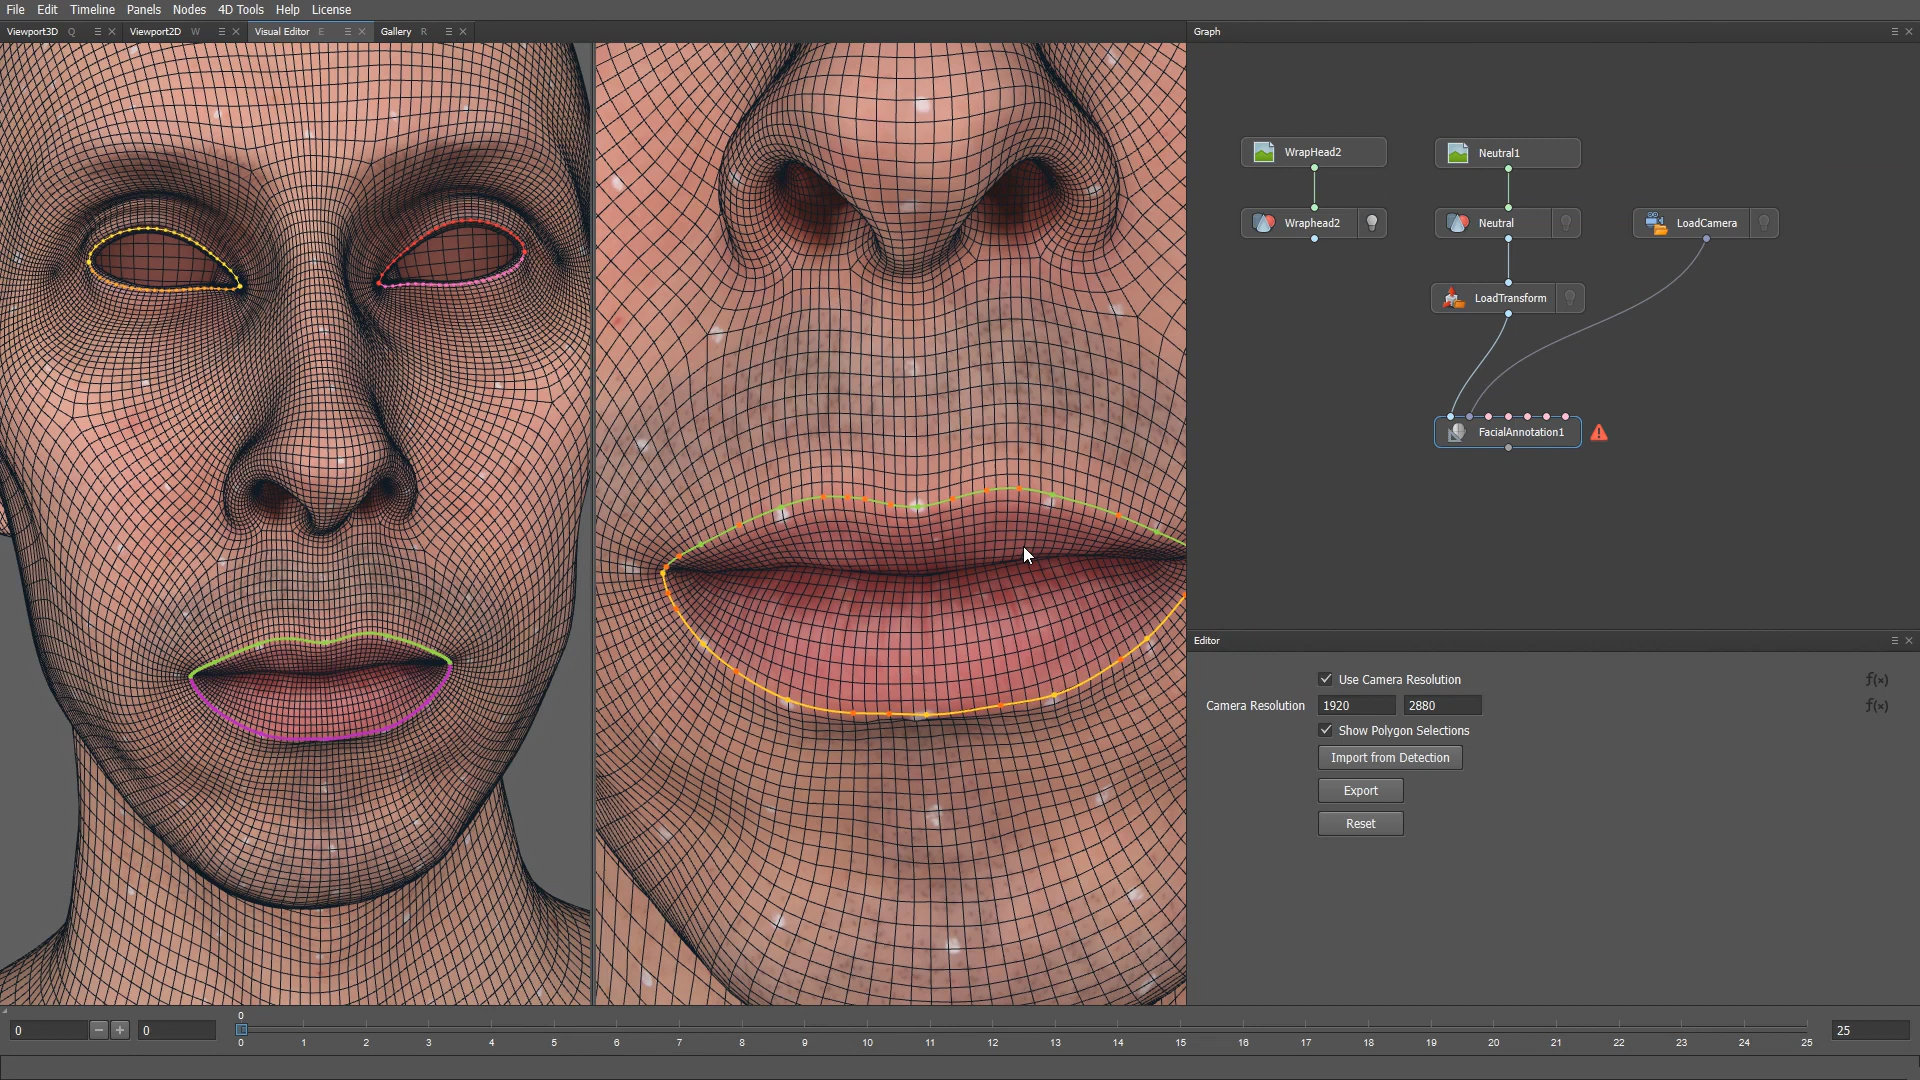 File Edit Timeline Panels Nodes 4D Tools Help License
Viewport3D Q Viewport2D W Visual Editor E Gallery R Graph
WrapHead2 Neutral1
Wraphead2 Neutral LoadCamera
LoadTransform
FacialAnnotation1
Editor
Use Camera Resolution f(×)
Camera Resolution 1920 2880 f(×)
Show Polygon Selections
Import from Detection
Export
Reset
0
0 − + 0 25
0 1 2 3 4 5 6 7 8 9 10 11 12 13 14 15 16 17 18 19 20 21 22 23 24 25